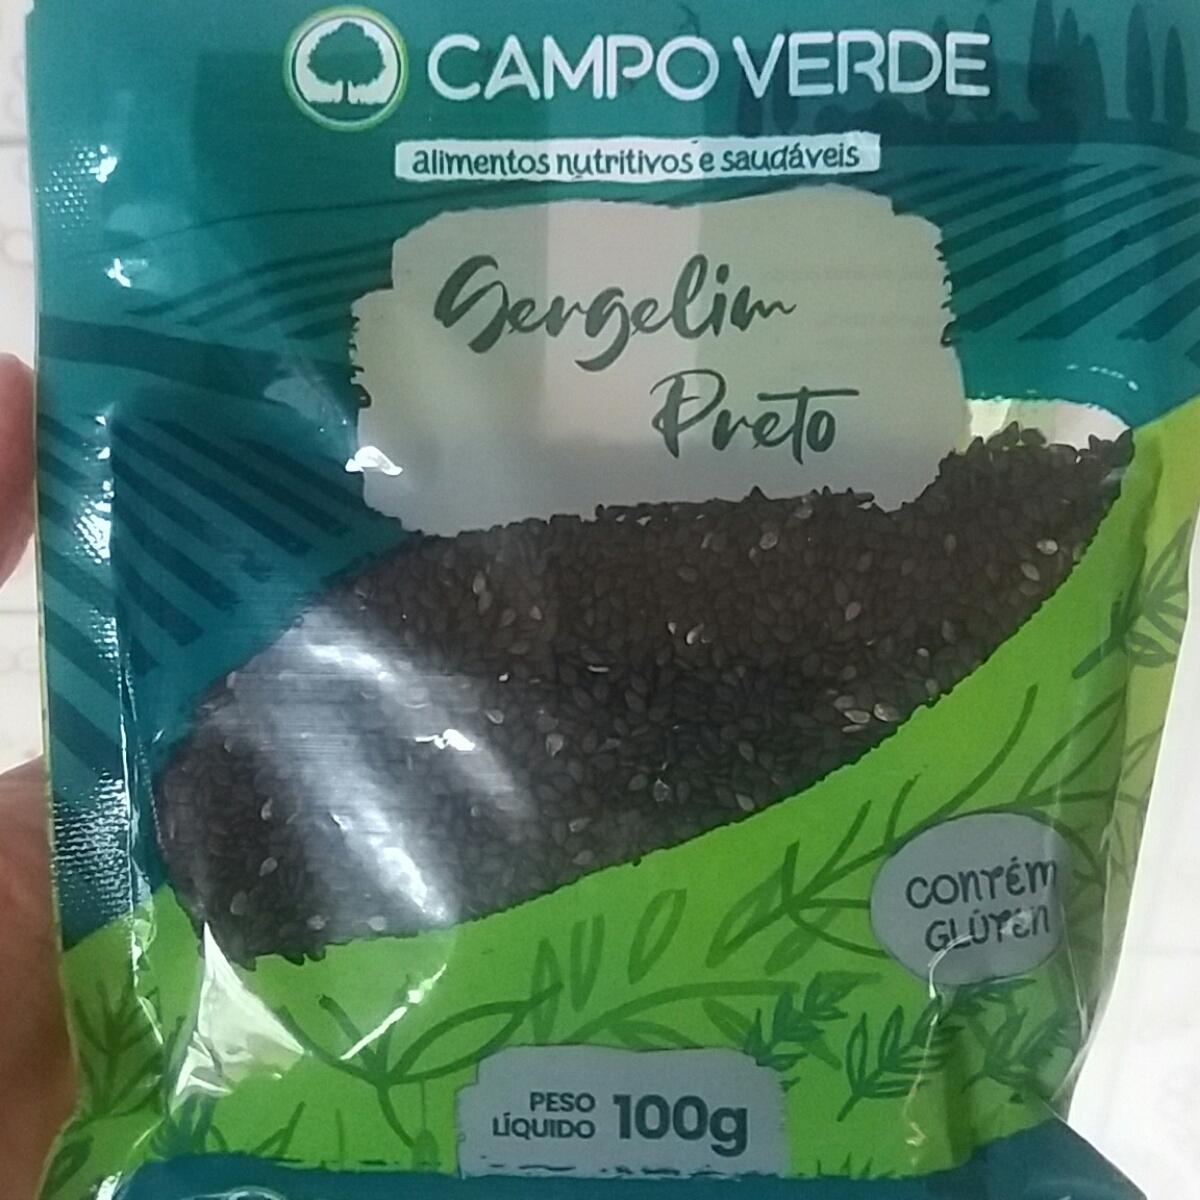 CAMPO VERDE
alimentos nutritivos e saudáveis
Sergelim
Preto
CONTÉM
GLÚTEN
PESO
LÍQUIDO 100g